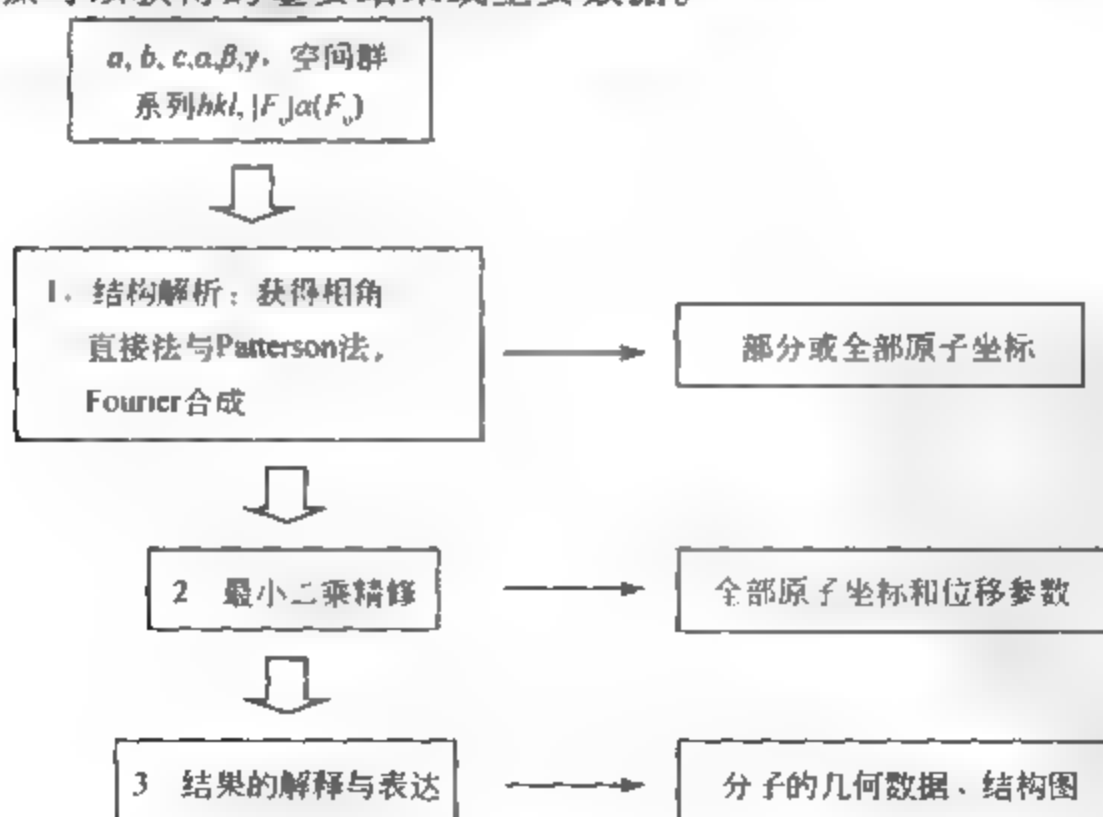 a, b, c,α,β,γ, 空间群
系列hkl, |Fo|σ(Fo)
1. 结构解析：获得相角
直接法与Patterson法，
Fourier合成
部分或全部原子坐标
2 最小二乘精修
全部原子坐标和位移参数
3 结果的解释与表达
分子的几何数据、结构图